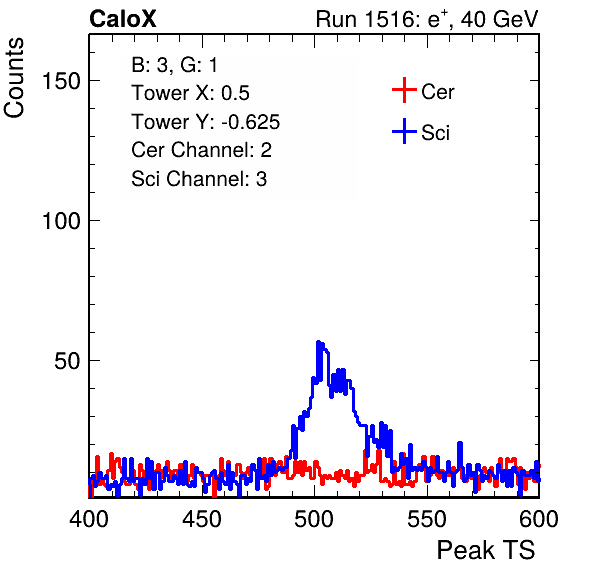 CaloX Run 1516: e⁺, 40 GeV
Counts
B: 3, G: 1
Tower X: 0.5
Tower Y: -0.625
Cer Channel: 2
Sci Channel: 3
Cer
Sci
150
100
50
400 450 500 550 600
Peak TS